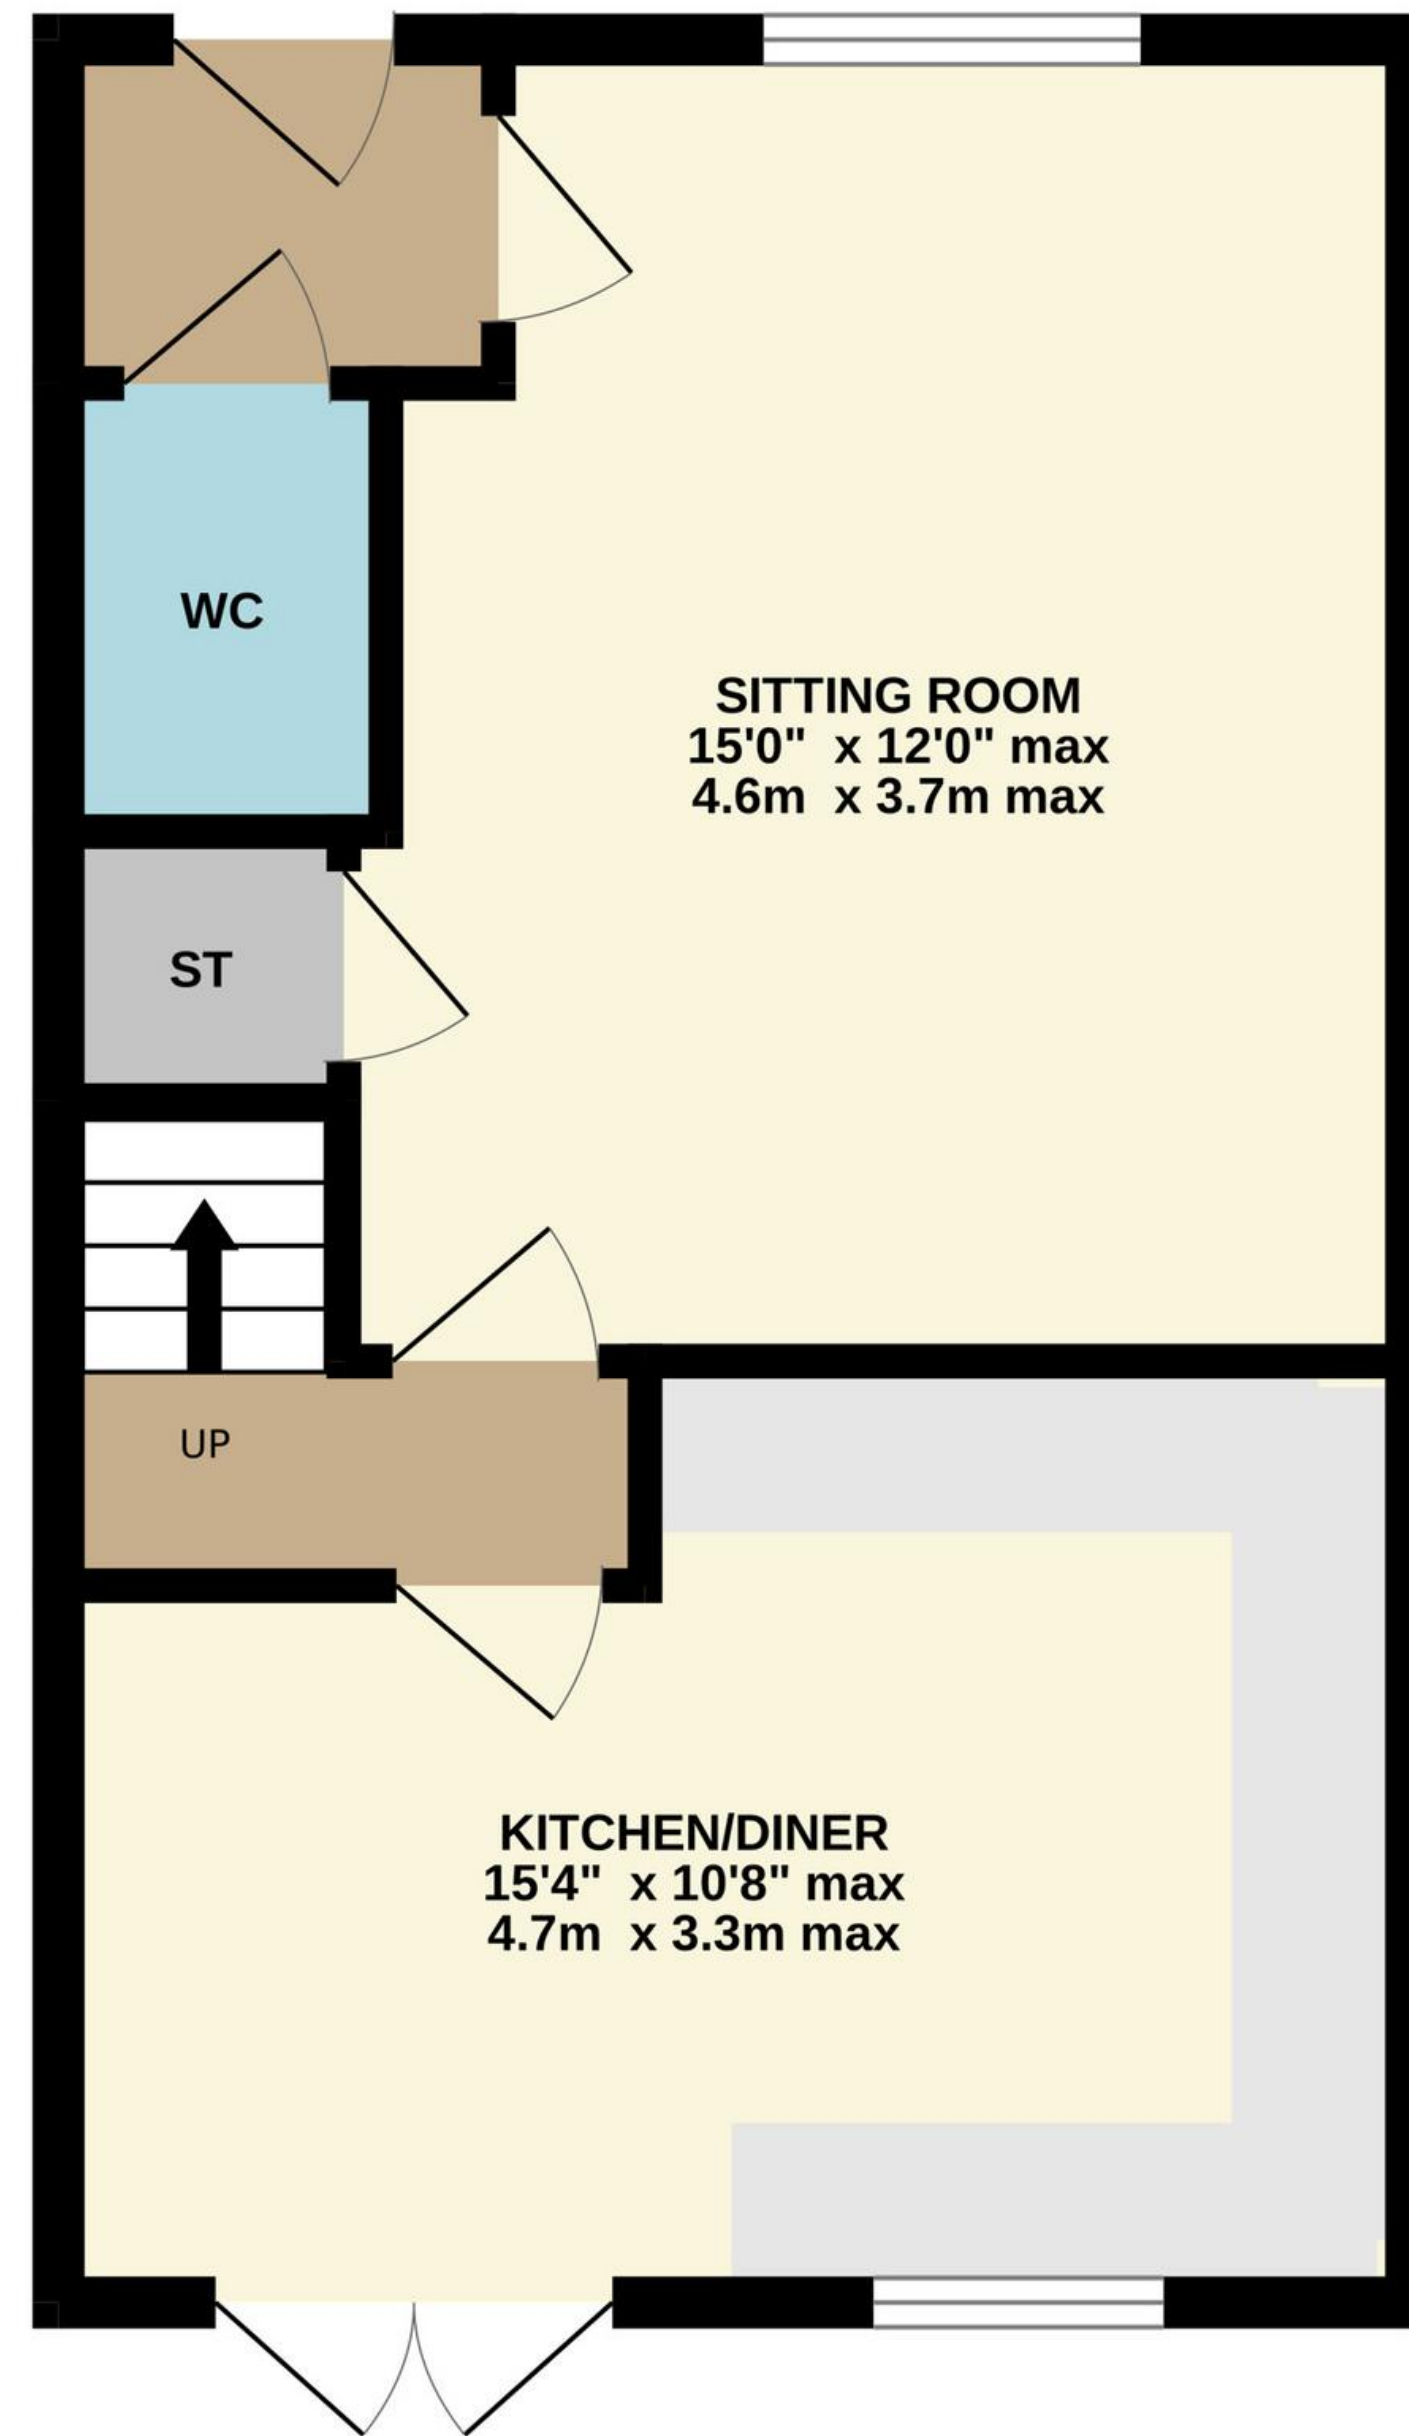 WC
SITTING ROOM
15'0" x 12'0" max
4.6m x 3.7m max
ST
UP
KITCHEN/DINER
15'4" x 10'8" max
4.7m x 3.3m max